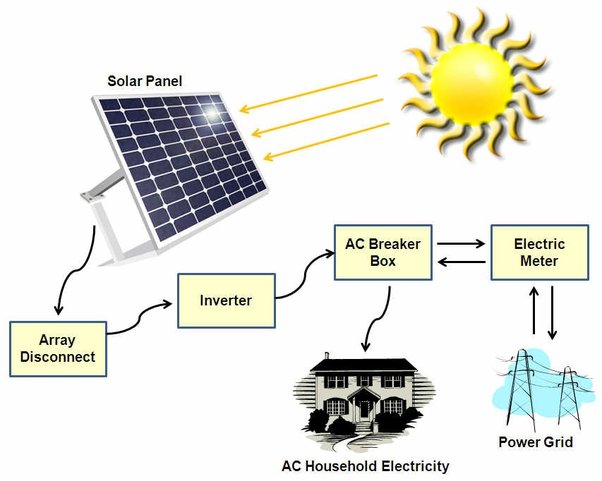 Solar Panel
AC Breaker
Box
Electric
Meter
Inverter
Array
Disconnect
Power Grid
AC Household Electricity